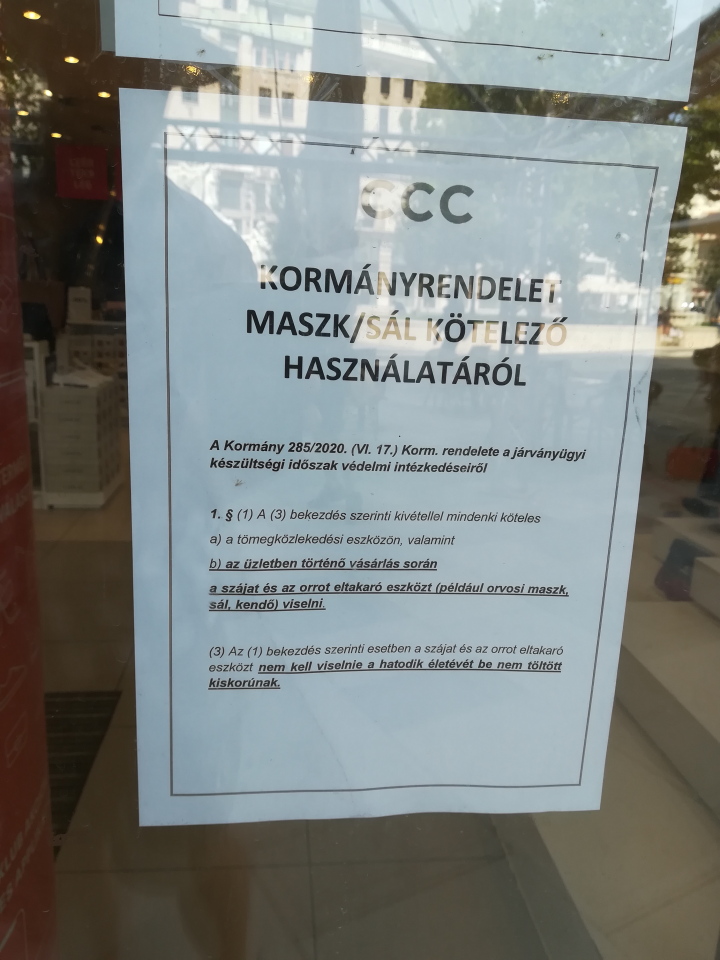 CCC
KORMÁNYRENDELET
MASZK/SÁL KÖTELEZŐ
HASZNÁLATÁRÓL
A Kormány 285/2020. (VI. 17.) Korm. rendelete a járványügyi
készültségi időszak védelmi intézkedéseiről
1. § (1) A (3) bekezdés szerinti kivétellel mindenki köteles
a) a tömegközlekedési eszközön, valamint
b) az üzletben történő vásárlás során
a szájat és az orrot eltakaró eszközt (például orvosi maszk,
sál, kendő) viselni.
(3) Az (1) bekezdés szerinti esetben a szájat és az orrot eltakaró
eszközt nem kell viselnie a hatodik életévét be nem töltött
kiskorúnak.